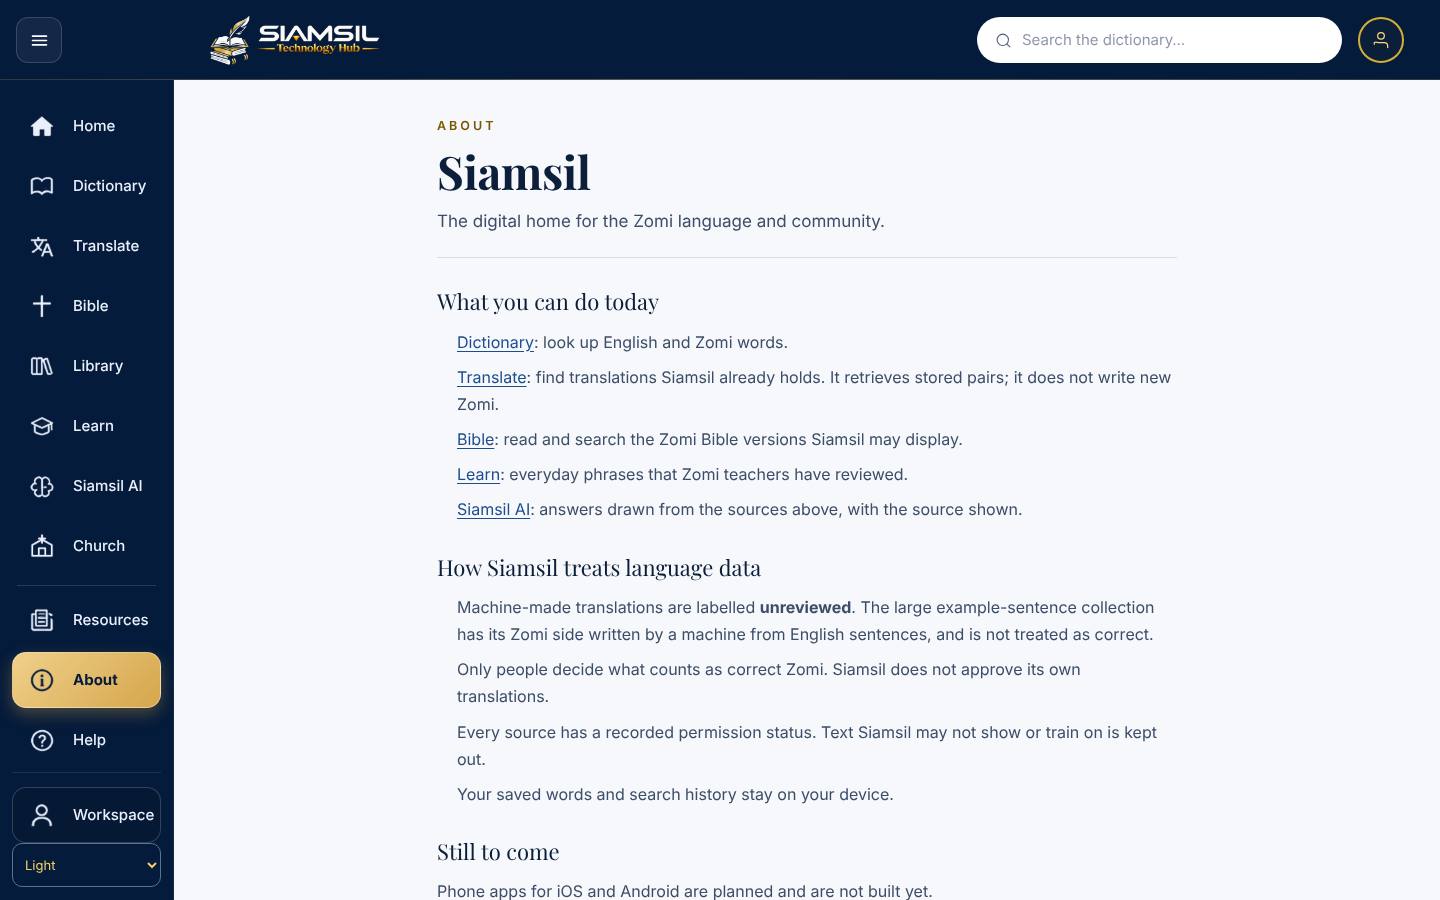 SIAMSIL
Technology Hub
Search the dictionary...
Home
Dictionary
Translate
Bible
Library
Learn
Siamsil AI
Church
Resources
About
Help
Workspace
Light
ABOUT
Siamsil
The digital home for the Zomi language and community.
What you can do today
Dictionary: look up English and Zomi words.
Translate: find translations Siamsil already holds. It retrieves stored pairs; it does not write new
Zomi.
Bible: read and search the Zomi Bible versions Siamsil may display.
Learn: everyday phrases that Zomi teachers have reviewed.
Siamsil AI: answers drawn from the sources above, with the source shown.
How Siamsil treats language data
Machine-made translations are labelled unreviewed. The large example-sentence collection
has its Zomi side written by a machine from English sentences, and is not treated as correct.
Only people decide what counts as correct Zomi. Siamsil does not approve its own
translations.
Every source has a recorded permission status. Text Siamsil may not show or train on is kept
out.
Your saved words and search history stay on your device.
Still to come
Phone apps for iOS and Android are planned and are not built yet.